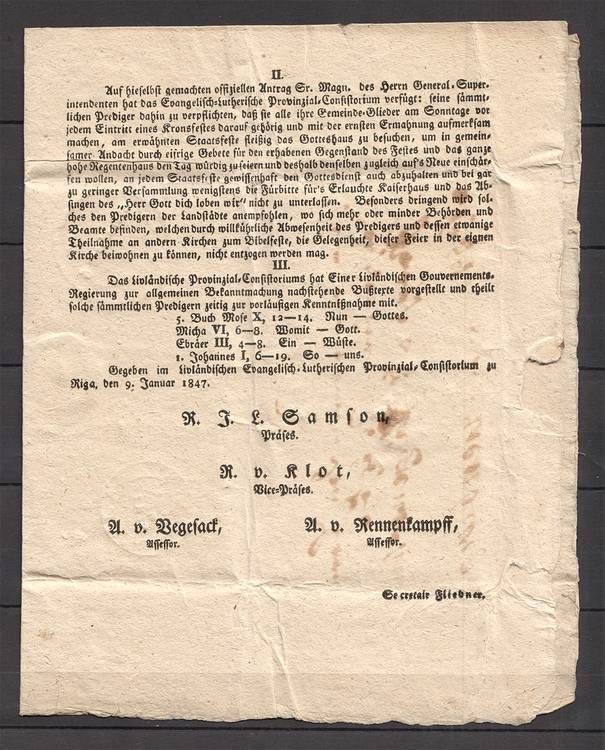 II.
Auf hieselbst gemachten offiziellen Antrag Sr. Magn. des Herrn General-Super-
intendenten hat das Evangelisch-Lutherische Provinzial-Consistorium verfügt: seine sämmt-
lichen Prediger dahin zu verpflichten, daß sie alle ihr Gemeinde-Glieder am Sonntage vor
jedem Eintritt eines Kronsfestes darauf gehörig und mit der ernsten Ermahnung aufmerksam
machen, am erwähnten Staatsfeste fleißig das Gotteshaus zu besuchen, um in gemein-
samer Andacht durch eifrige Gebete für den erhabenen Gegenstand des Festes und das ganze
hohe Regentenhaus den Tag würdig zu feiern und deshalb denselben zugleich auf's Neue einschär-
fen wollen, an jedem Staatsfeste gewissenhaft den Gottesdienst auch abzuhalten und bei gar
zu geringer Versammlung wenigstens die Fürbitte für's Erlauchte Kaiserhaus und das Ab-
singen des „Herr Gott dich loben wir" nicht zu unterlassen. Besonders dringend wird sol-
ches den Predigern der Landstädte anempfohlen, wo sich mehr oder minder Behörden und
Beamte befinden, welchen durch willkührliche Abwesenheit des Predigers und dessen etwanige
Theilnahme an andern Kirchen zum Bibelfeste, die Gelegenheit, dieser Feier in der eignen
Kirche beiwohnen zu können, nicht entzogen werden mag.
III.
Das Livländische Provinzial-Consistoriums hat Einer Livländischen Gouvernements-
Regierung zur allgemeinen Bekanntmachung nachstehende Bußterte vorgestellt und theilt
solche sämmtlichen Predigern zeitig zur vorläufigen Kenntnißnahme mit.
5. Buch Mose X, 12—14. Nun — Gottes.
Micha VI, 6—8. Womit — Gott.
Ebräer III, 4—8. Ein — Wüste.
1. Johannes I, 6—19. So — uns.
Gegeben im Livländischen Evangelisch-Lutherischen Provinzial-Consistorium zu
Riga, den 9. Januar 1847.
R. J. L. Samson,
Präses.
R. v. Klot,
Vice-Präses.
A. v. Vegesack,
Assessor.
A. v. Rennenkampff,
Assessor.
Secretair Fliedner.